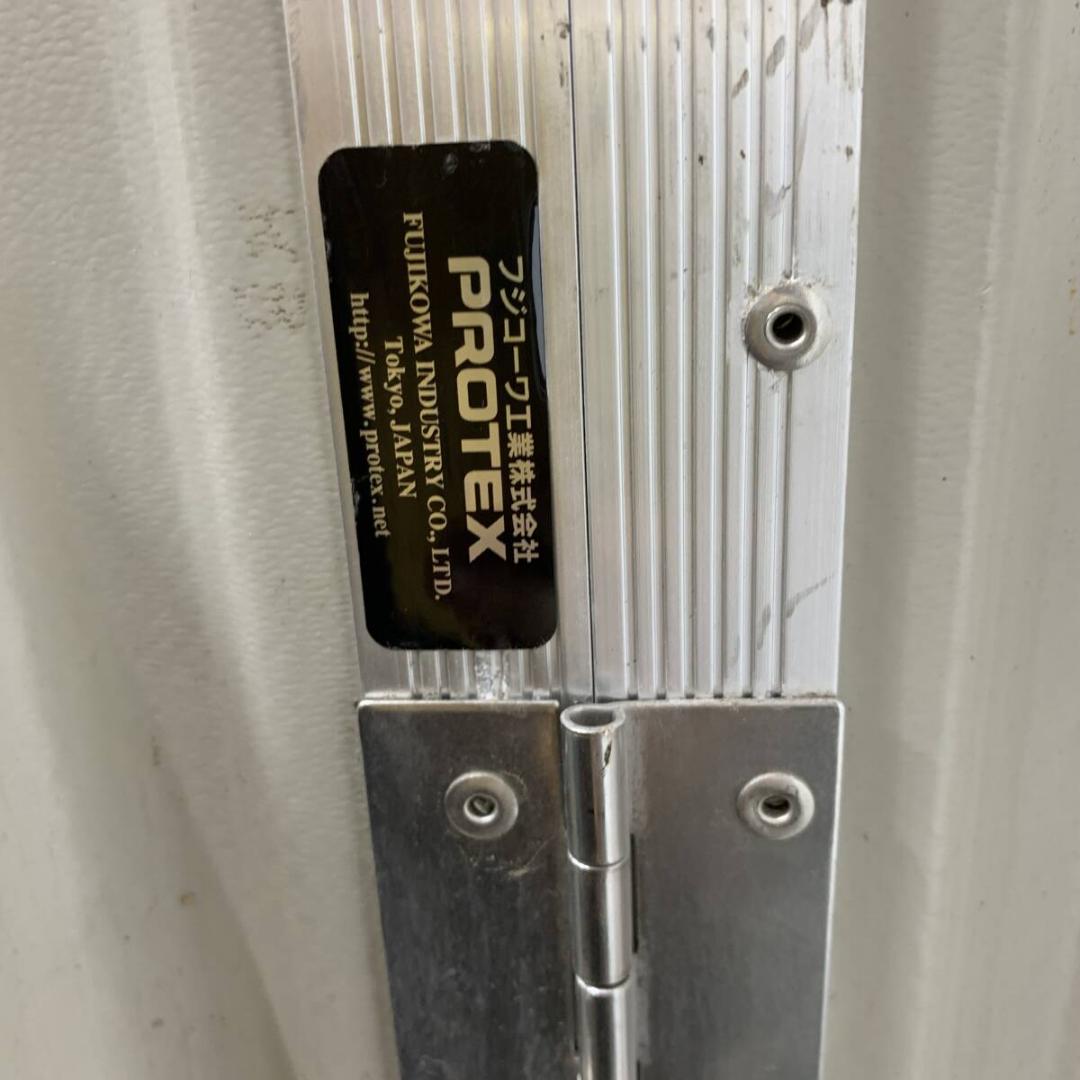 フジコーワ工業株式会社
PROTEX
FUJIKOWA INDUSTRY CO., LTD.
Tokyo, JAPAN
http://www.protex.net